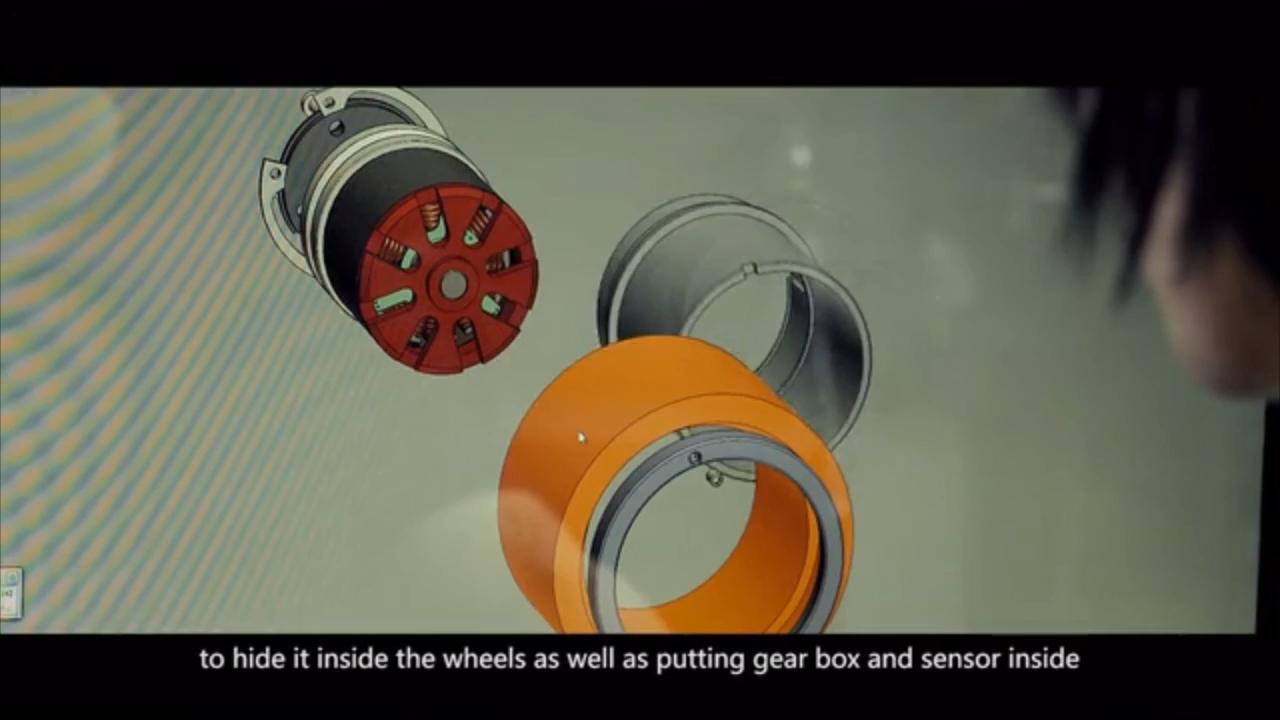 to hide it inside the wheels as well as putting gear box and sensor inside